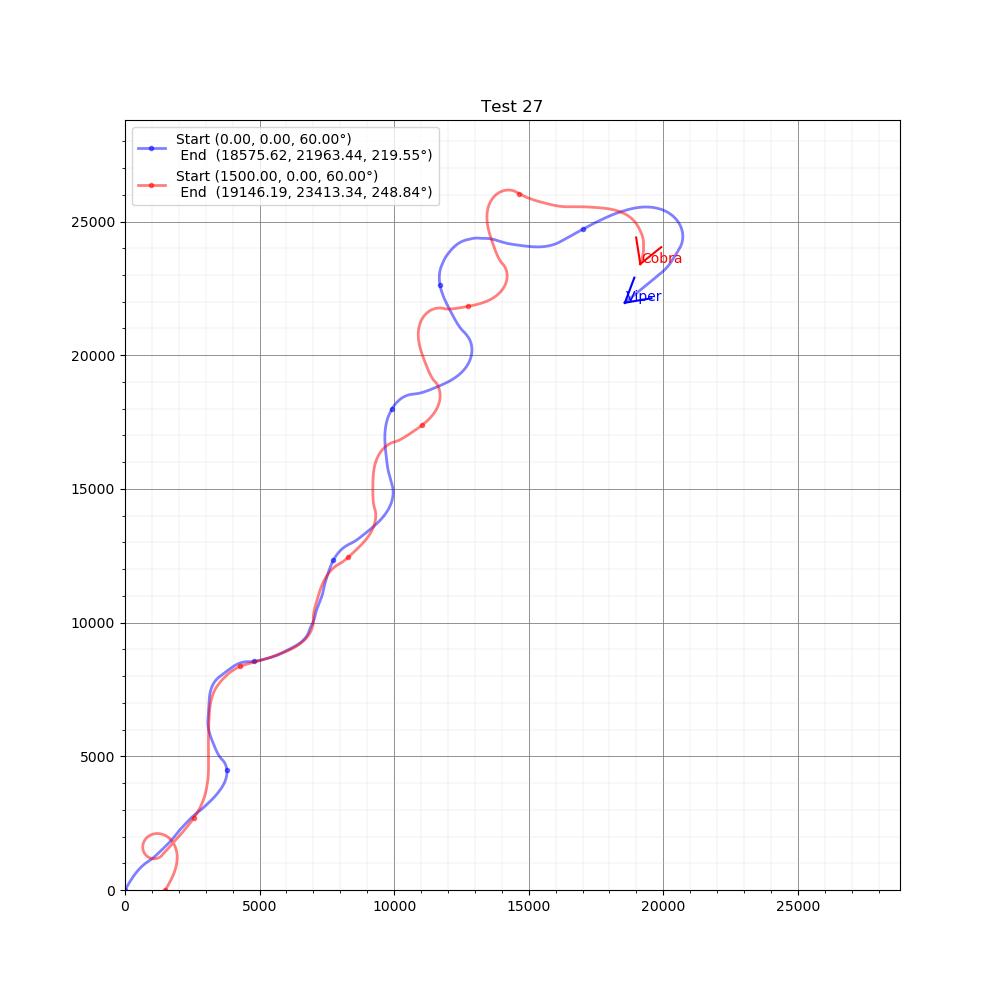 Test 27
Start (0.00, 0.00, 60.00°)
End  (18575.62, 21963.44, 219.55°)
Start (1500.00, 0.00, 60.00°)
End  (19146.19, 23413.34, 248.84°)
25000
20000
15000
10000
5000
0
Cobra
Viper
0
5000
10000
15000
20000
25000